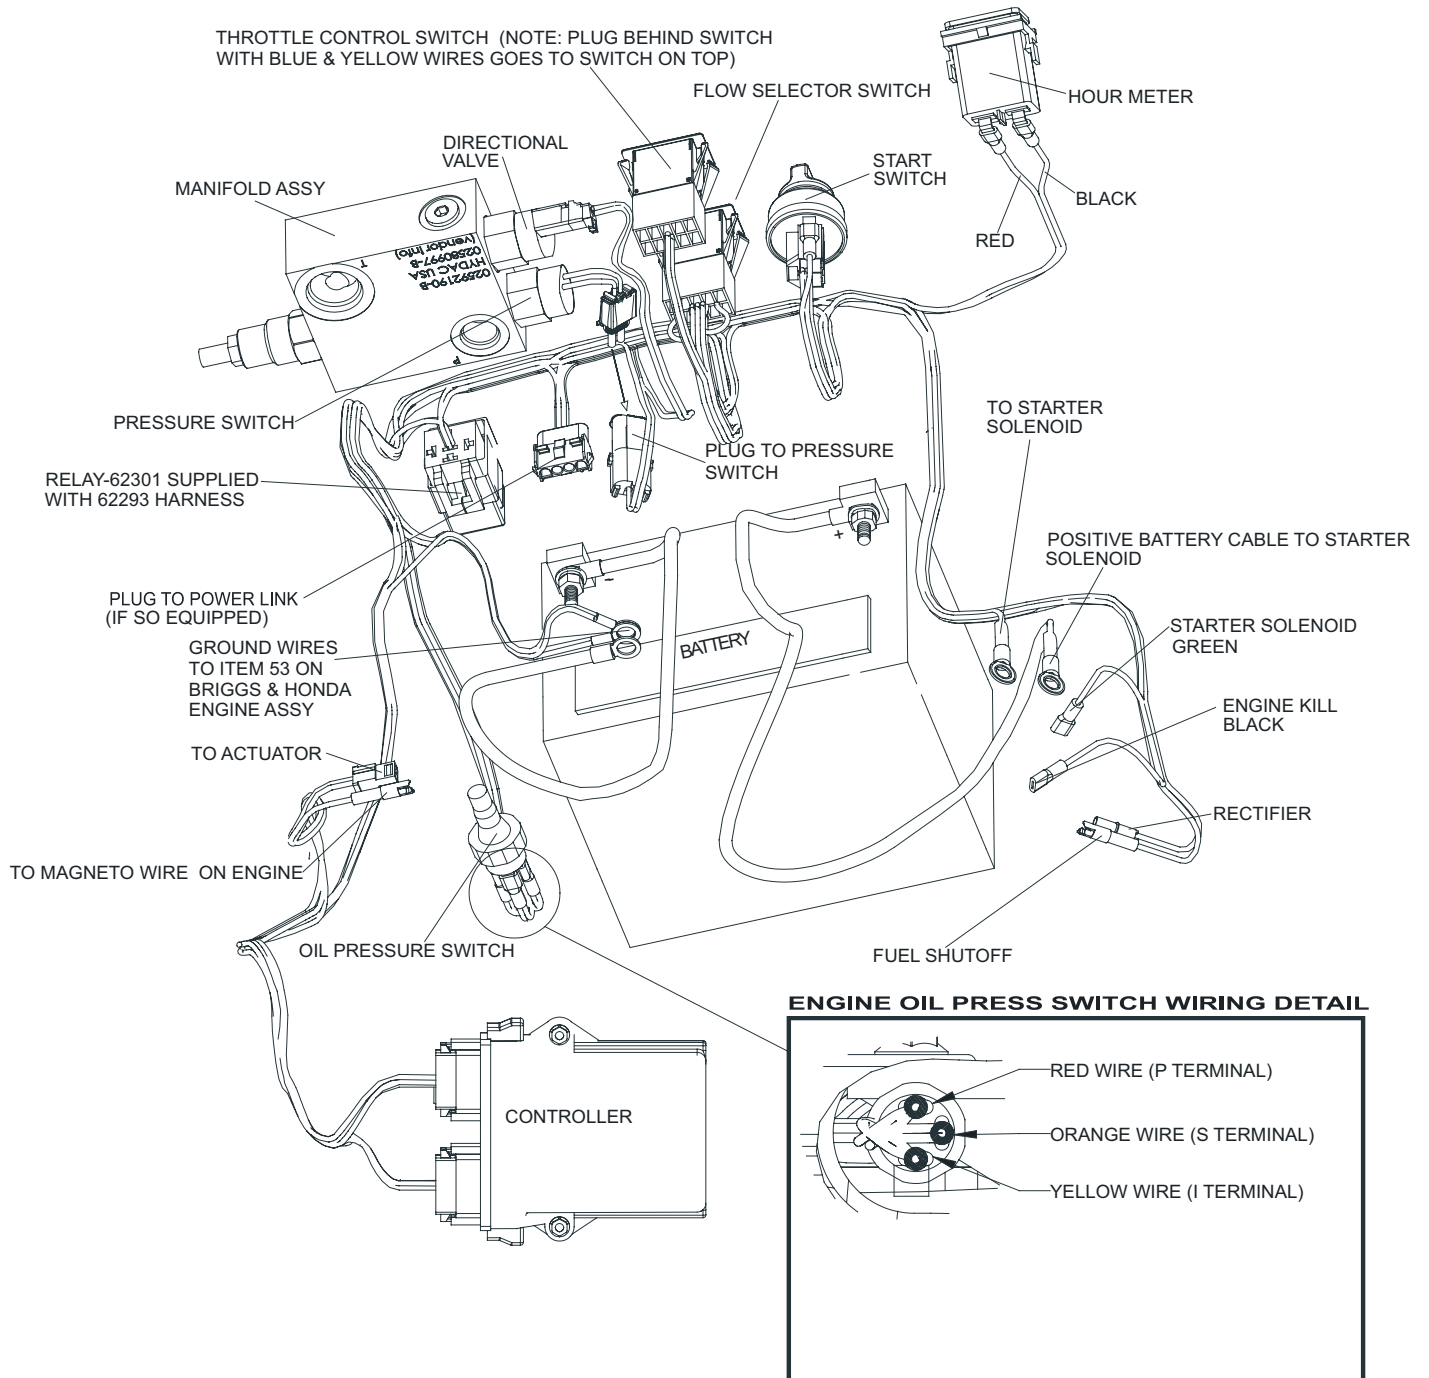 THROTTLE CONTROL SWITCH (NOTE: PLUG BEHIND SWITCH
WITH BLUE & YELLOW WIRES GOES TO SWITCH ON TOP)
FLOW SELECTOR SWITCH
HOUR METER
DIRECTIONAL
VALVE
START
SWITCH
MANIFOLD ASSY
BLACK
RED
T
02592190-B
HYDAC USA
02580997-B
(vendor info)
P
PRESSURE SWITCH
TO STARTER
SOLENOID
PLUG TO PRESSURE
SWITCH
RELAY-62301 SUPPLIED
WITH 62293 HARNESS
+
-
POSITIVE BATTERY CABLE TO STARTER
SOLENOID
PLUG TO POWER LINK
(IF SO EQUIPPED)
STARTER SOLENOID
GREEN
GROUND WIRES
TO ITEM 53 ON
BRIGGS & HONDA
ENGINE ASSY
BATTERY
ENGINE KILL
BLACK
TO ACTUATOR
RECTIFIER
TO MAGNETO WIRE ON ENGINE
OIL PRESSURE SWITCH
FUEL SHUTOFF
ENGINE OIL PRESS SWITCH WIRING DETAIL
RED WIRE (P TERMINAL)
CONTROLLER
ORANGE WIRE (S TERMINAL)
YELLOW WIRE (I TERMINAL)